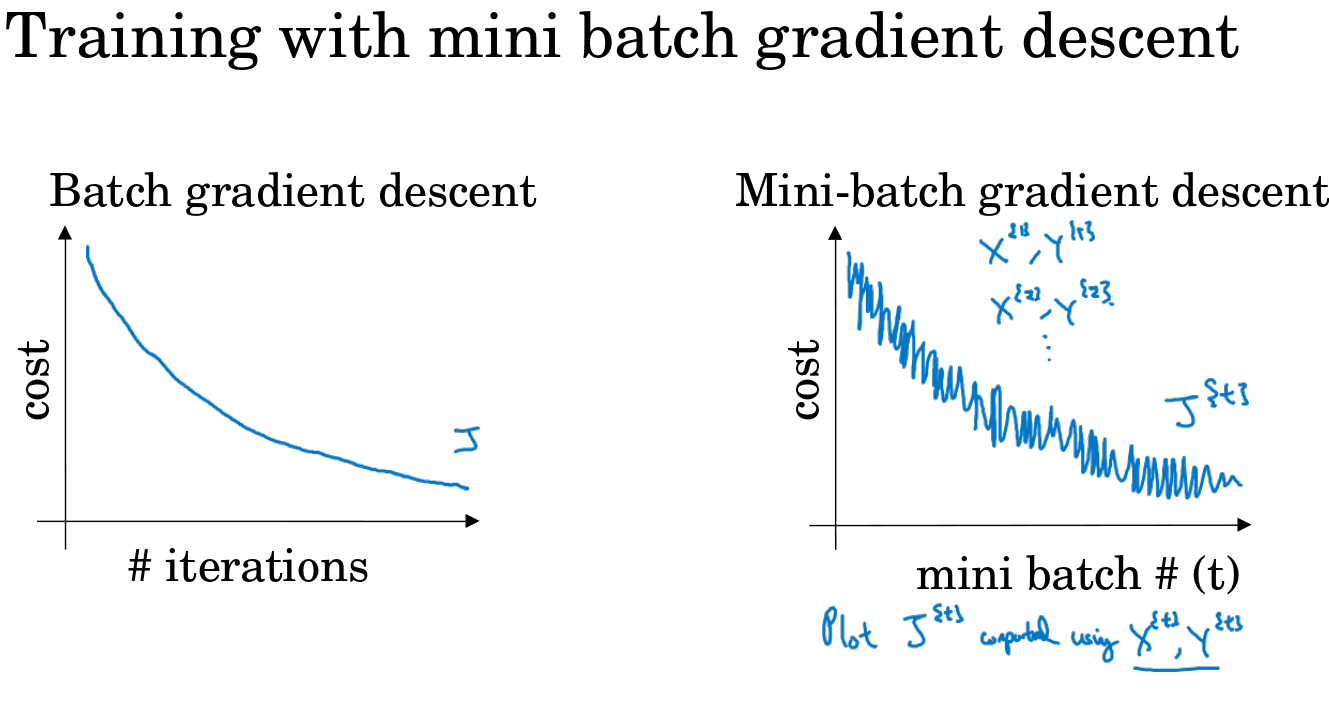 Training with mini batch gradient descent
Batch gradient descent
cost
J
# iterations
Mini-batch gradient descent
X^{1}, Y^{1}
X^{2}, Y^{2}
⋮
cost
J^{t}
mini batch # (t)
Plot J^{t} computed using X^{t}, Y^{t}